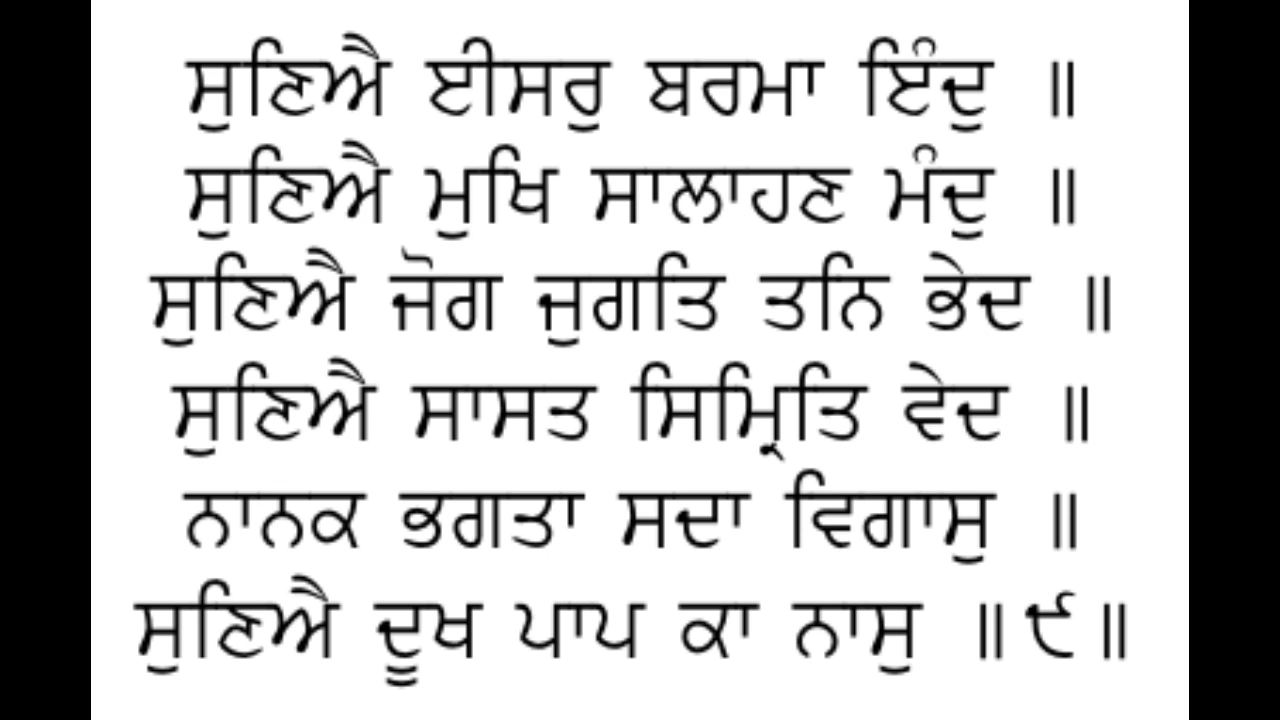 ਸੁਣਿਐ ਈਸਰੁ ਬਰਮਾ ਇੰਦੁ ॥
ਸੁਣਿਐ ਮੁਖਿ ਸਾਲਾਹਣ ਮੰਦੁ ॥
ਸੁਣਿਐ ਜੋਗ ਜੁਗਤਿ ਤਨਿ ਭੇਦ ॥
ਸੁਣਿਐ ਸਾਸਤ ਸਿਮ੍ਰਿਤਿ ਵੇਦ ॥
ਨਾਨਕ ਭਗਤਾ ਸਦਾ ਵਿਗਾਸੁ ॥
ਸੁਣਿਐ ਦੂਖ ਪਾਪ ਕਾ ਨਾਸੁ ॥੯॥